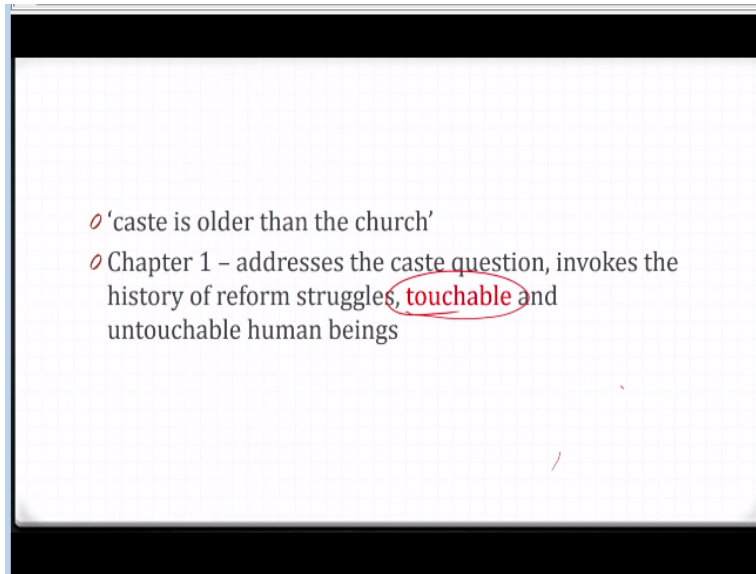 ‘caste is older than the church’
Chapter 1 – addresses the caste question, invokes the
history of reform struggles, touchable and
untouchable human beings